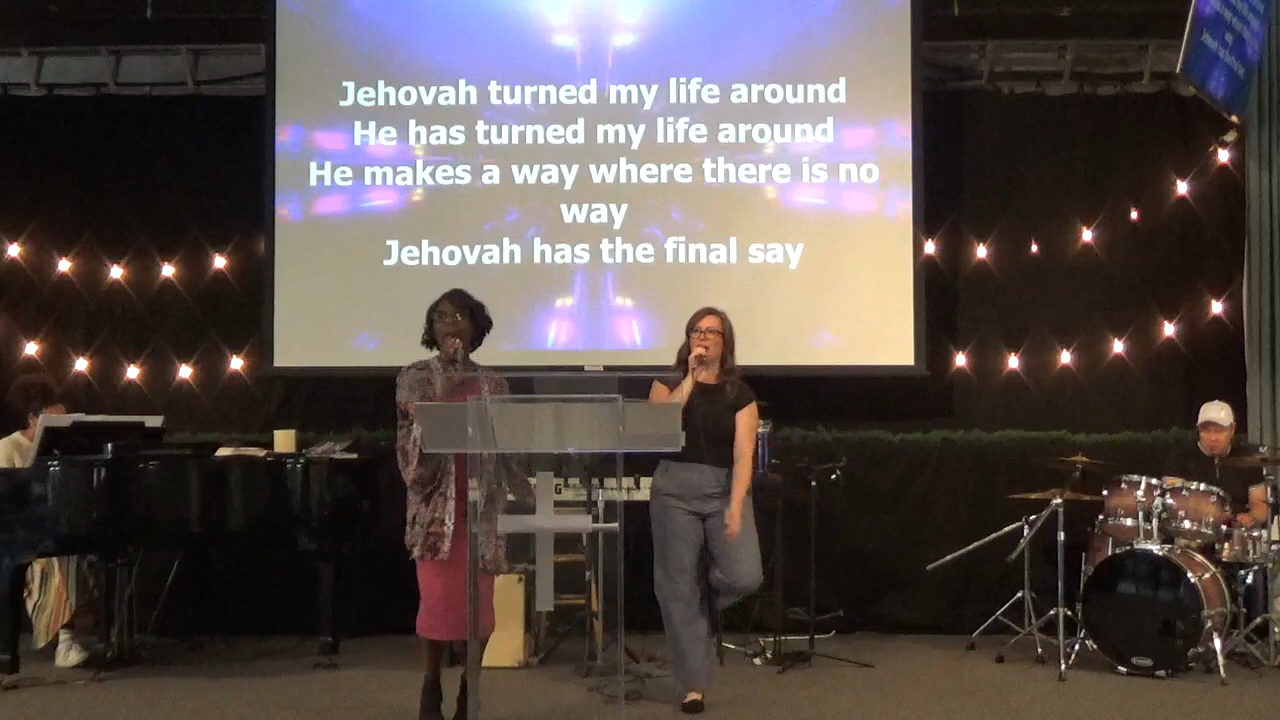 Jehovah turned my life around
He has turned my life around
He makes a way where there is no
way
Jehovah has the final say